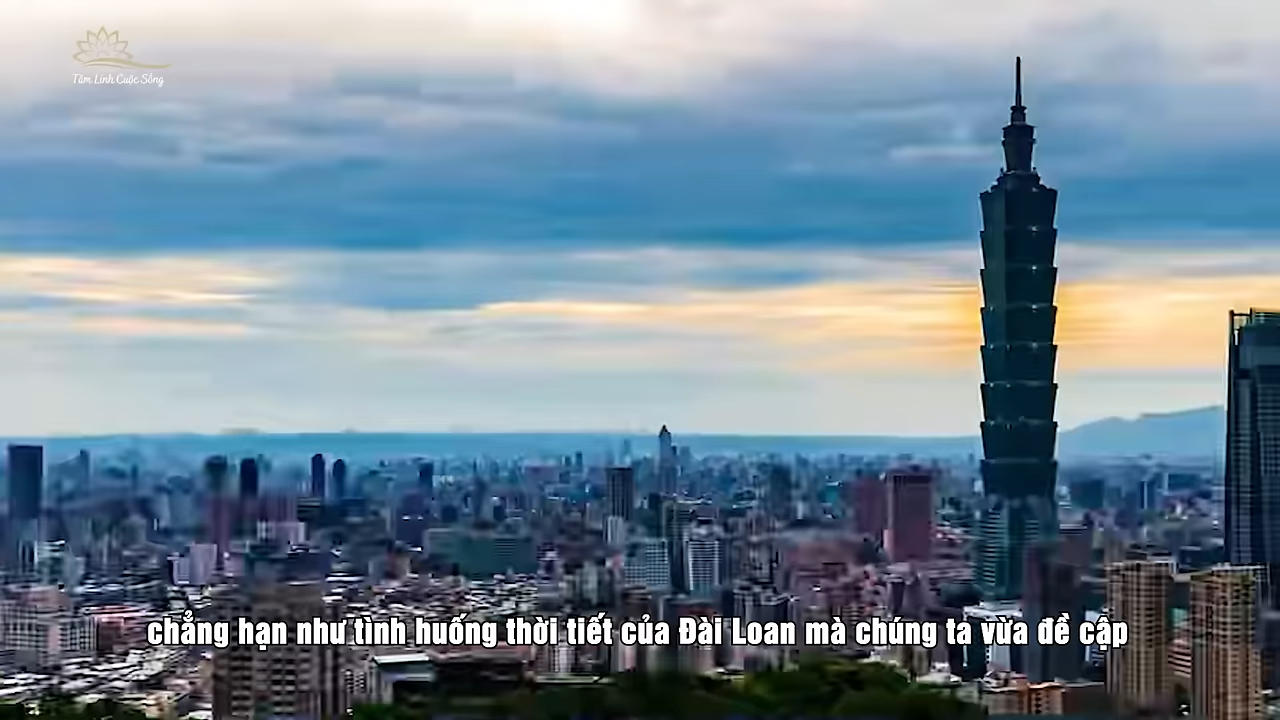 Tâm Linh Cuộc Sống
chẳng hạn như tình huống thời tiết của Đài Loan mà chúng ta vừa đề cập